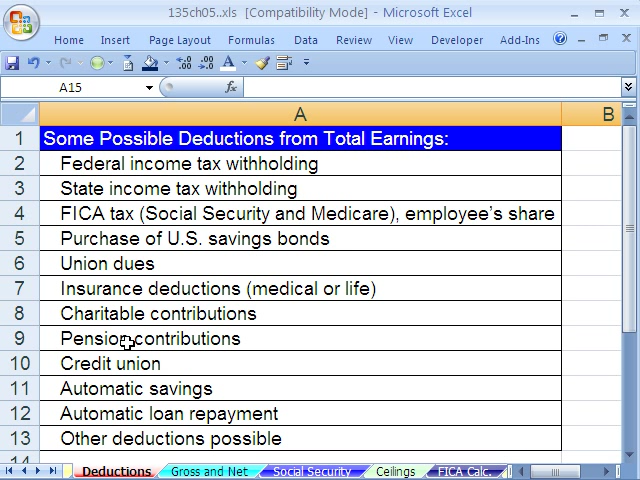 135ch05..xls [Compatibility Mode] - Microsoft Excel
Home Insert Page Layout Formulas Data Review View Developer Add-Ins
A15 fx
A B
1 Some Possible Deductions from Total Earnings:
2 Federal income tax withholding
3 State income tax withholding
4 FICA tax (Social Security and Medicare), employee's share
5 Purchase of U.S. savings bonds
6 Union dues
7 Insurance deductions (medical or life)
8 Charitable contributions
9 Pension contributions
10 Credit union
11 Automatic savings
12 Automatic loan repayment
13 Other deductions possible
14
Deductions Gross and Net Social Security Ceilings FICA Calc.